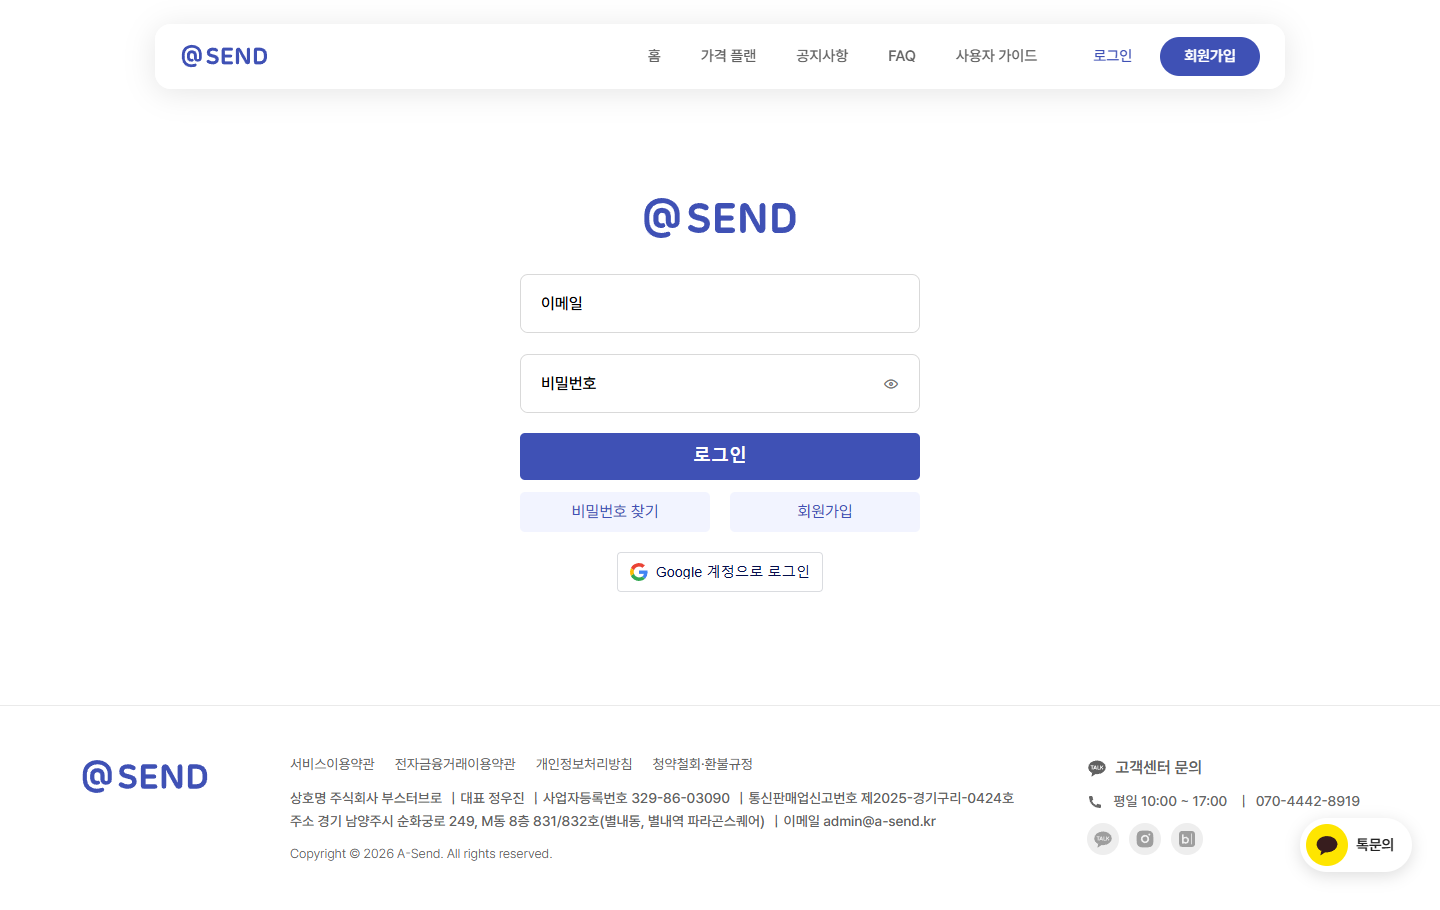 @ SEND
홈 가격 플랜 공지사항 FAQ 사용자 가이드 로그인 회원가입
@ SEND
이메일
비밀번호
로그인
비밀번호 찾기 회원가입
Google 계정으로 로그인
@ SEND
서비스이용약관 전자금융거래이용약관 개인정보처리방침 청약철회·환불규정
상호명 주식회사 부스터브로 | 대표 정우진 | 사업자등록번호 329-86-03090 | 통신판매업신고번호 제2025-경기구리-0424호
주소 경기 남양주시 순화궁로 249, M동 8층 831/832호(별내동, 별내역 파라곤스퀘어) | 이메일 admin@a-send.kr
Copyright © 2026 A-Send. All rights reserved.
TALK 고객센터 문의
평일 10:00 ~ 17:00 | 070-4442-8919
TALK b|
톡문의